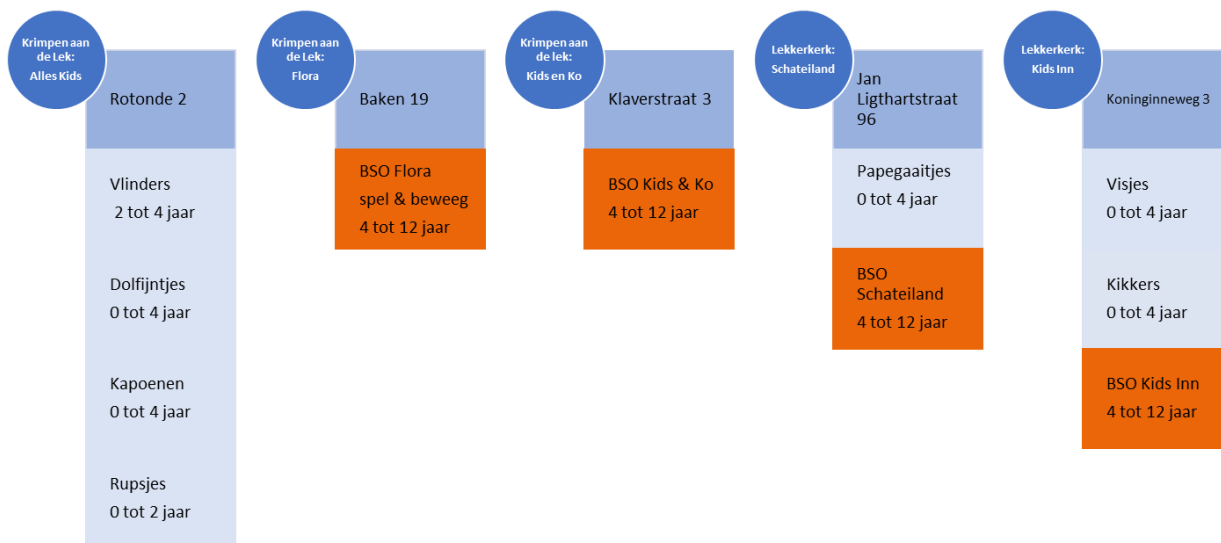 Krimpen aan
de Lek:
Alles Kids
Rotonde 2
Vlinders
2 tot 4 jaar
Dolfijntjes
0 tot 4 jaar
Kapoenen
0 tot 4 jaar
Rupsjes
0 tot 2 jaar
Krimpen aan
de Lek:
Flora
Baken 19
BSO Flora
spel & beweeg
4 tot 12 jaar
Krimpen aan
de lek:
Kids en Ko
Klaverstraat 3
BSO Kids & Ko
4 tot 12 jaar
Lekkerkerk:
Schateiland
Jan
Ligthartstraat
96
Papegaaitjes
0 tot 4 jaar
BSO
Schateiland
4 tot 12 jaar
Lekkerkerk:
Kids Inn
Koninginneweg 3
Visjes
0 tot 4 jaar
Kikkers
0 tot 4 jaar
BSO Kids Inn
4 tot 12 jaar